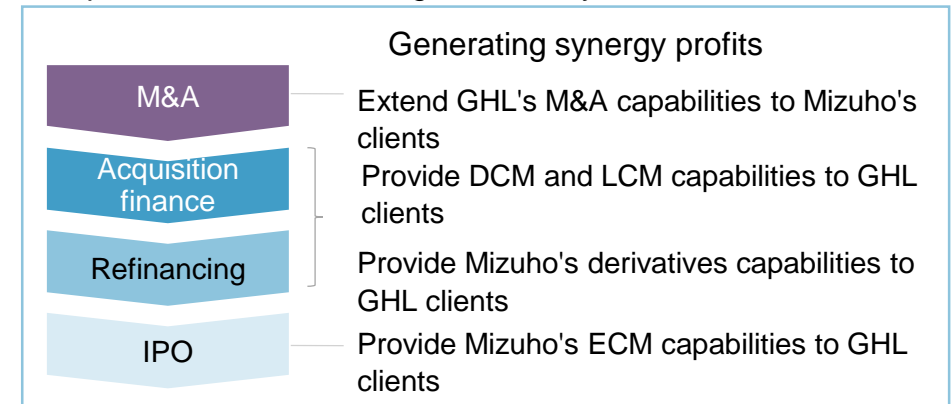 Generating synergy profits
M&A
Extend GHL's M&A capabilities to Mizuho's
clients
Acquisition
finance
Provide DCM and LCM capabilities to GHL
clients
Refinancing
Provide Mizuho's derivatives capabilities to
GHL clients
IPO
Provide Mizuho's ECM capabilities to GHL
clients